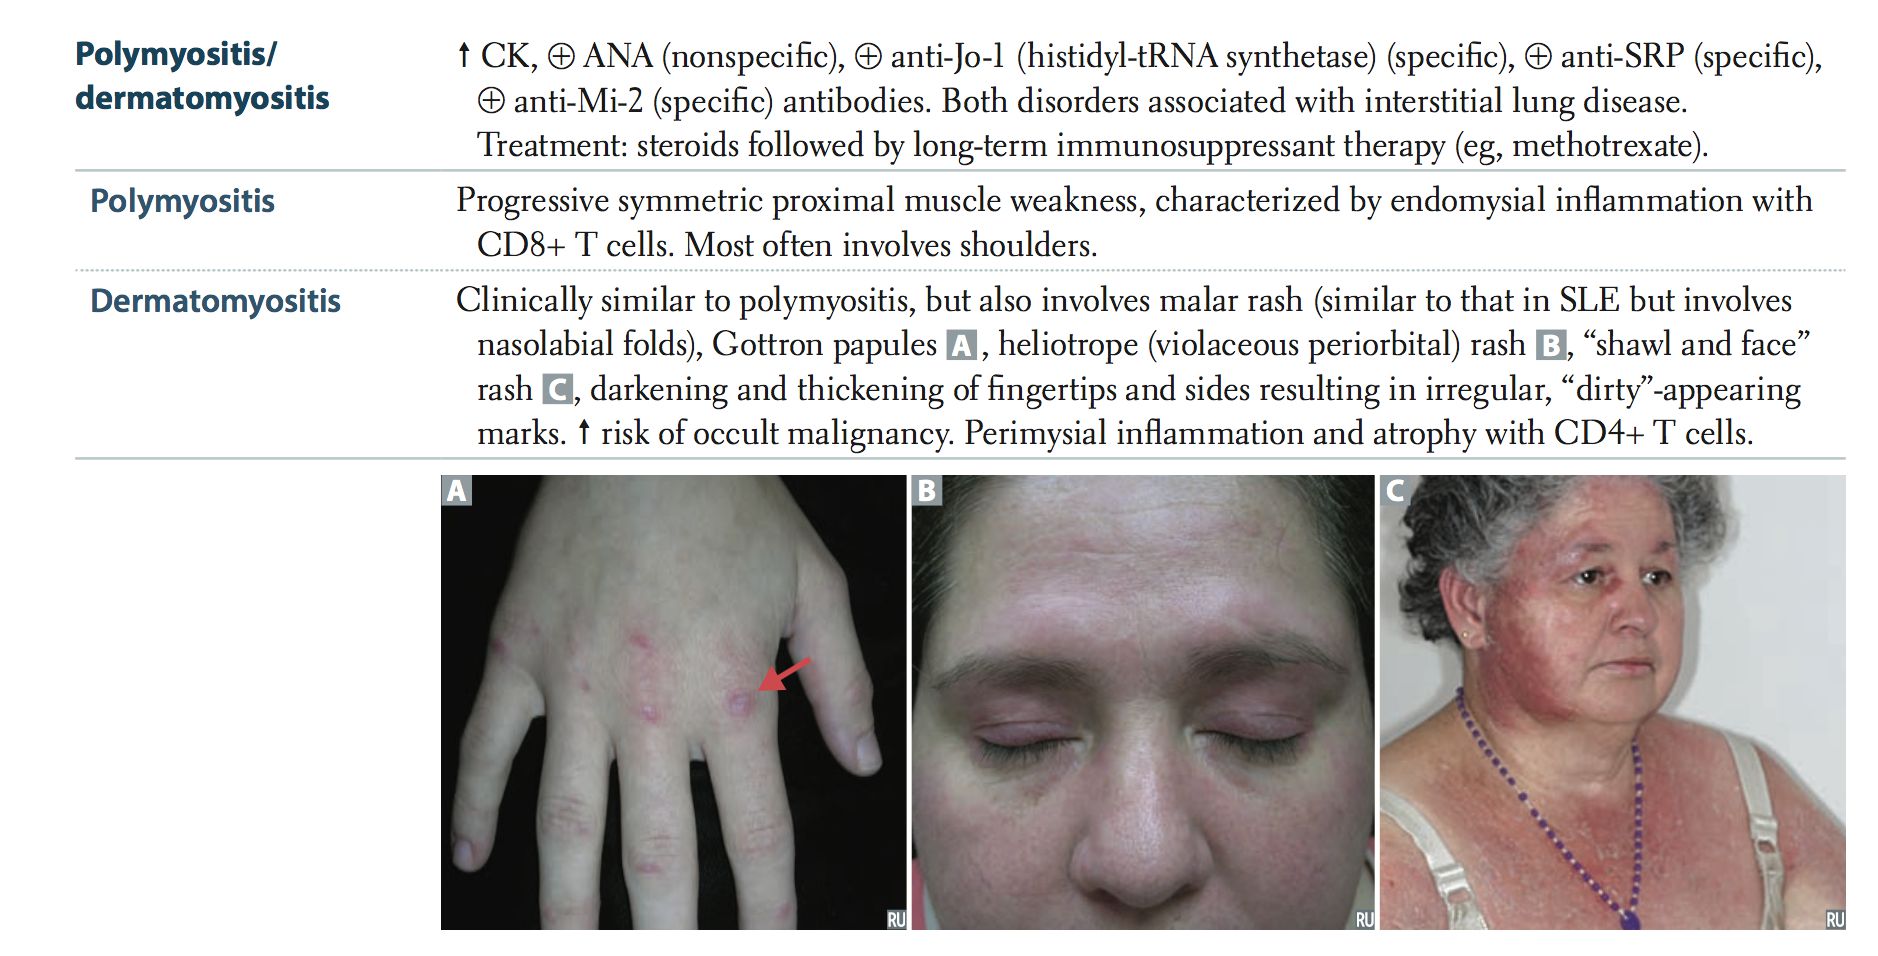 Polymyositis/
dermatomyositis
↑ CK, ⊕ ANA (nonspecific), ⊕ anti-Jo-1 (histidyl-tRNA synthetase) (specific), ⊕ anti-SRP (specific),
⊕ anti-Mi-2 (specific) antibodies. Both disorders associated with interstitial lung disease.
Treatment: steroids followed by long-term immunosuppressant therapy (eg, methotrexate).
Polymyositis
Progressive symmetric proximal muscle weakness, characterized by endomysial inflammation with
CD8+ T cells. Most often involves shoulders.
Dermatomyositis
Clinically similar to polymyositis, but also involves malar rash (similar to that in SLE but involves
nasolabial folds), Gottron papules A, heliotrope (violaceous periorbital) rash B, “shawl and face”
rash C, darkening and thickening of fingertips and sides resulting in irregular, “dirty”-appearing
marks. ↑ risk of occult malignancy. Perimysial inflammation and atrophy with CD4+ T cells.
A
B
C
RU
RU
RU